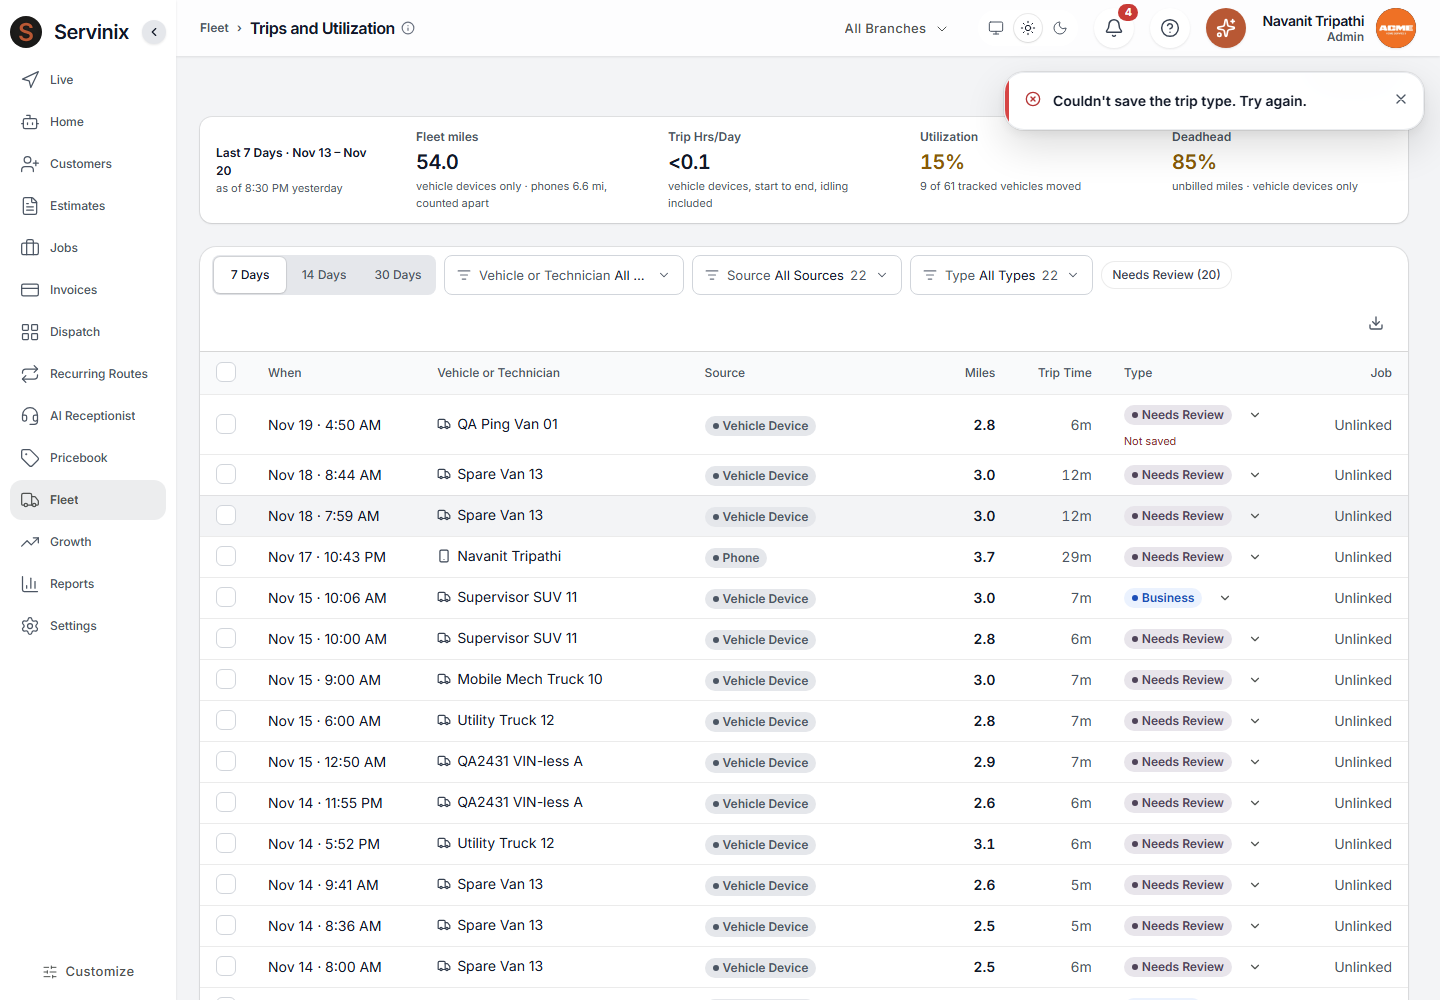 Servinix
Live
Home
Customers
Estimates
Jobs
Invoices
Dispatch
Recurring Routes
AI Receptionist
Pricebook
Fleet
Growth
Reports
Settings
Customize
Fleet › Trips and Utilization
All Branches
4
Navanit Tripathi
Admin
ACME
Couldn't save the trip type. Try again.
Last 7 Days · Nov 13 – Nov
20
as of 8:30 PM yesterday
Fleet miles
54.0
vehicle devices only · phones 6.6 mi,
counted apart
Trip Hrs/Day
<0.1
vehicle devices, start to end, idling
included
Utilization
15%
9 of 61 tracked vehicles moved
Deadhead
85%
unbilled miles · vehicle devices only
7 Days 14 Days 30 Days Vehicle or Technician All ... Source All Sources 22 Type All Types 22 Needs Review (20)
When Vehicle or Technician Source Miles Trip Time Type Job
Nov 19 · 4:50 AM QA Ping Van 01 Vehicle Device 2.8 6m Needs Review Unlinked
Not saved
Nov 18 · 8:44 AM Spare Van 13 Vehicle Device 3.0 12m Needs Review Unlinked
Nov 18 · 7:59 AM Spare Van 13 Vehicle Device 3.0 12m Needs Review Unlinked
Nov 17 · 10:43 PM Navanit Tripathi Phone 3.7 29m Needs Review Unlinked
Nov 15 · 10:06 AM Supervisor SUV 11 Vehicle Device 3.0 7m Business Unlinked
Nov 15 · 10:00 AM Supervisor SUV 11 Vehicle Device 2.8 6m Needs Review Unlinked
Nov 15 · 9:00 AM Mobile Mech Truck 10 Vehicle Device 3.0 7m Needs Review Unlinked
Nov 15 · 6:00 AM Utility Truck 12 Vehicle Device 2.8 7m Needs Review Unlinked
Nov 15 · 12:50 AM QA2431 VIN-less A Vehicle Device 2.9 7m Needs Review Unlinked
Nov 14 · 11:55 PM QA2431 VIN-less A Vehicle Device 2.6 6m Needs Review Unlinked
Nov 14 · 5:52 PM Utility Truck 12 Vehicle Device 3.1 6m Needs Review Unlinked
Nov 14 · 9:41 AM Spare Van 13 Vehicle Device 2.6 5m Needs Review Unlinked
Nov 14 · 8:36 AM Spare Van 13 Vehicle Device 2.5 5m Needs Review Unlinked
Nov 14 · 8:00 AM Spare Van 13 Vehicle Device 2.5 6m Needs Review Unlinked